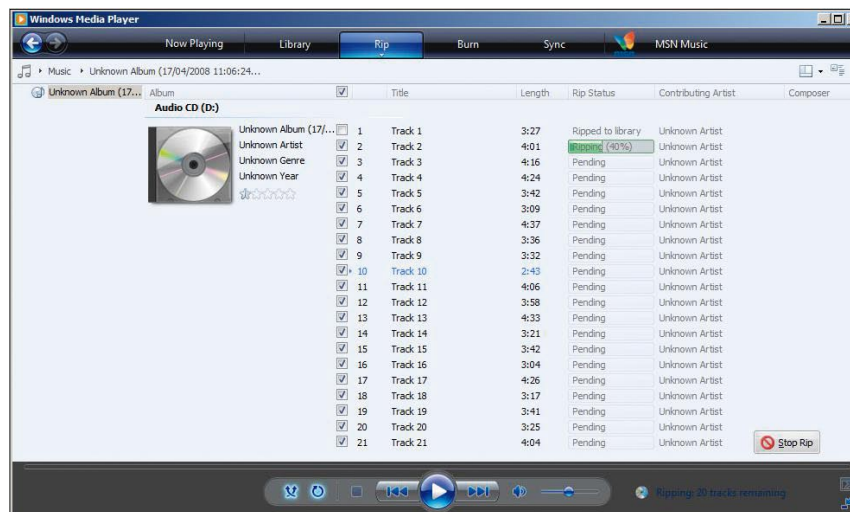 Windows Media Player
Now Playing Library Rip Burn Sync MSN Music
Music Unknown Album (17/04/2008 11:06:24...
Unknown Album (17... Album Title Length Rip Status Contributing Artist Composer
Audio CD (D:)
Unknown Album (17/... 1 Track 1 3:27 Ripped to library Unknown Artist
Unknown Artist 2 Track 2 4:01 Ripping (40%) Unknown Artist
Unknown Genre 3 Track 3 4:16 Pending Unknown Artist
Unknown Year 4 Track 4 4:24 Pending Unknown Artist
5 Track 5 3:42 Pending Unknown Artist
6 Track 6 3:09 Pending Unknown Artist
7 Track 7 4:37 Pending Unknown Artist
8 Track 8 3:36 Pending Unknown Artist
9 Track 9 3:32 Pending Unknown Artist
10 Track 10 2:43 Pending Unknown Artist
11 Track 11 4:06 Pending Unknown Artist
12 Track 12 3:58 Pending Unknown Artist
13 Track 13 4:33 Pending Unknown Artist
14 Track 14 3:21 Pending Unknown Artist
15 Track 15 3:42 Pending Unknown Artist
16 Track 16 3:04 Pending Unknown Artist
17 Track 17 4:26 Pending Unknown Artist
18 Track 18 3:17 Pending Unknown Artist
19 Track 19 3:41 Pending Unknown Artist
20 Track 20 3:25 Pending Unknown Artist
21 Track 21 4:04 Pending Unknown Artist
Stop Rip
Ripping: 20 tracks remaining